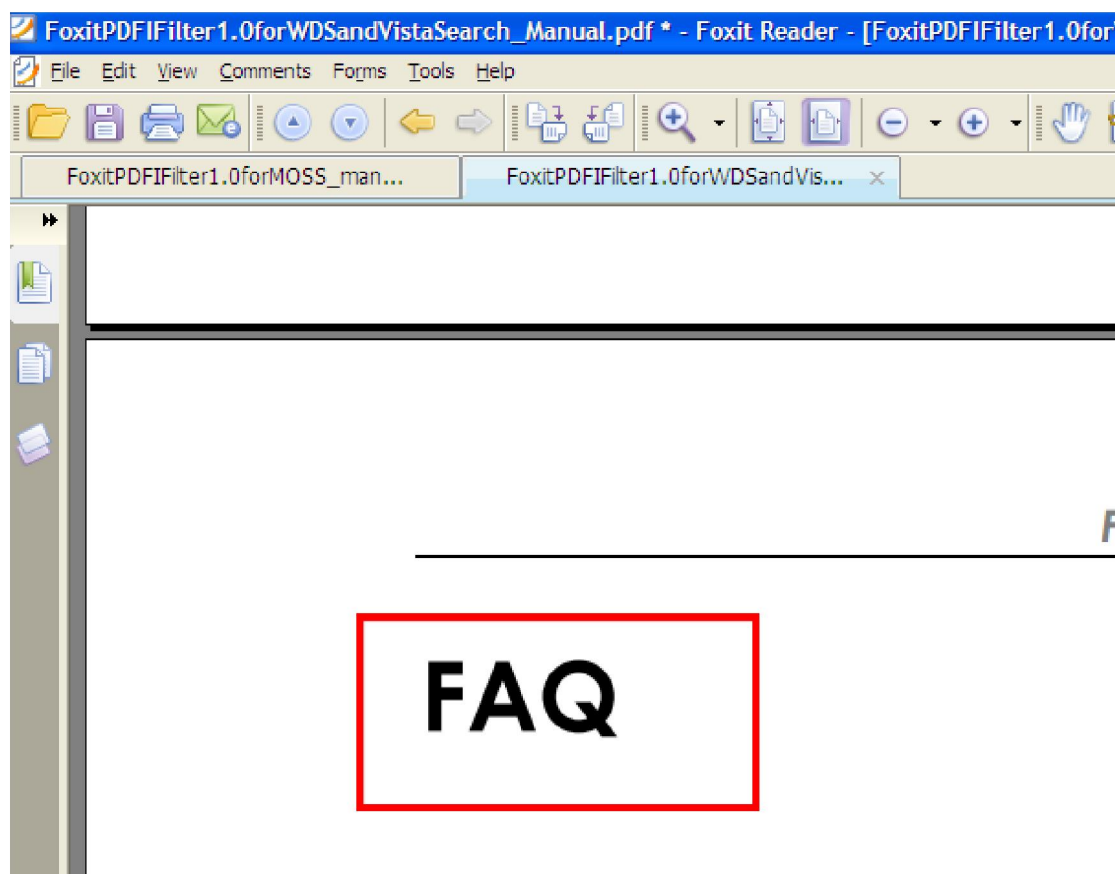 FoxitPDFIFilter1.0forWDSandVistaSearch_Manual.pdf * - Foxit Reader - [FoxitPDFIFilter1.0for
File Edit View Comments Forms Tools Help
FoxitPDFIFilter1.0forMOSS_man... FoxitPDFIFilter1.0forWDSandVis...
F
FAQ